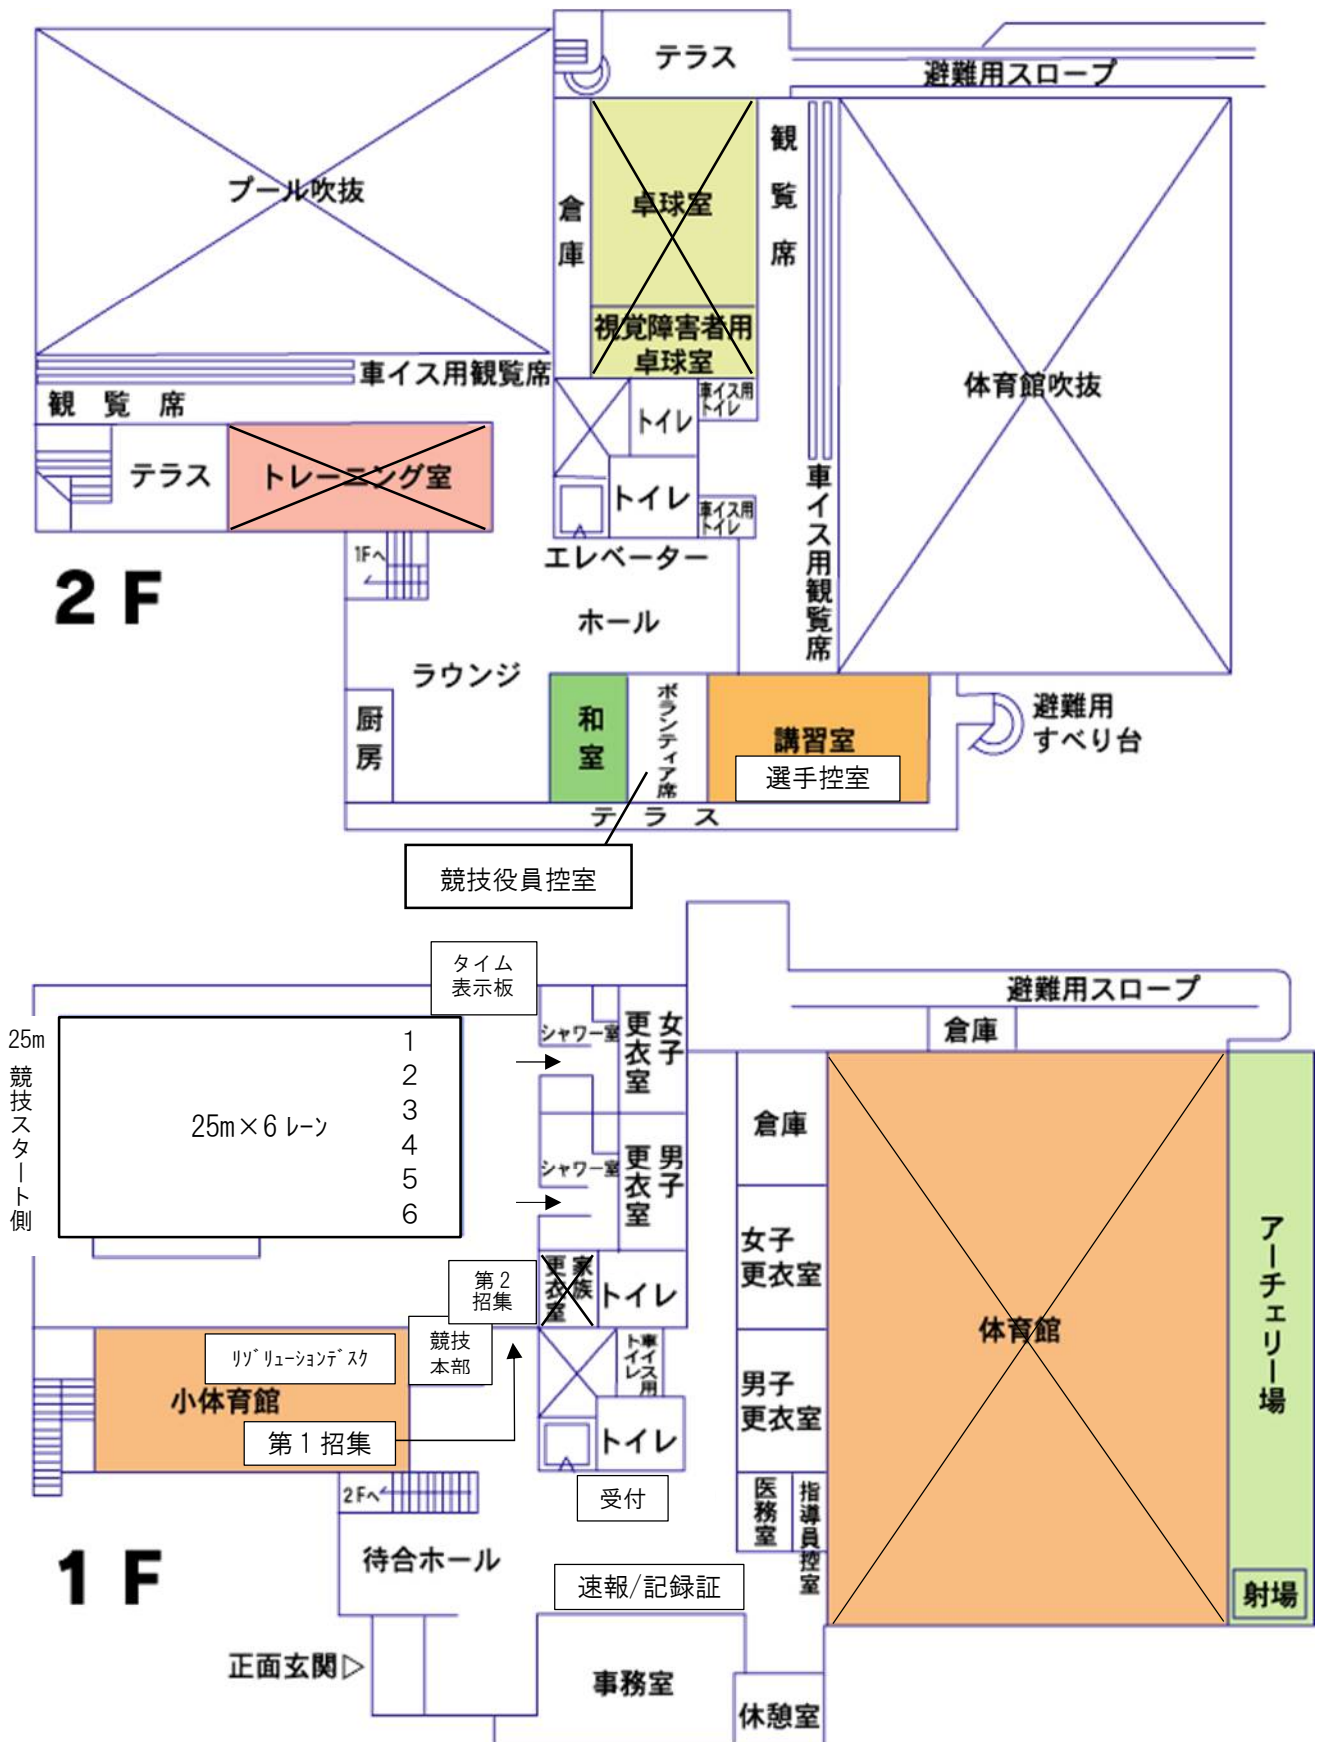 テラス
避難用スロープ
プール吹抜
倉庫
卓球室
観覧席
視覚障害者用
卓球室
体育館吹抜
車イス用観覧席
観覧席
車イス用
トイレ
トイレ
テラス
トレーニング室
トイレ
車イス用
トイレ
車イス用観覧席
1Fへ
エレベーター
2F
ホール
ラウンジ
厨房
和室
ボランティア席
講習室
選手控室
避難用
すべり台
テラス
競技役員控室
タイム
表示板
避難用スロープ
倉庫
25m
競技スタート側
25m×6レーン
1
2
3
4
5
6
シャワー室
女子
更衣室
シャワー室
男子
更衣室
倉庫
女子
更衣室
アーチェリー場
第2
招集
家族
更衣室
トイレ
体育館
リゾリューションデスク
競技
本部
車イス用
トイレ
小体育館
第1招集
トイレ
男子
更衣室
2Fへ
受付
医務室
指導員控室
1F
待合ホール
速報/記録証
射場
正面玄関▷
事務室
休憩室